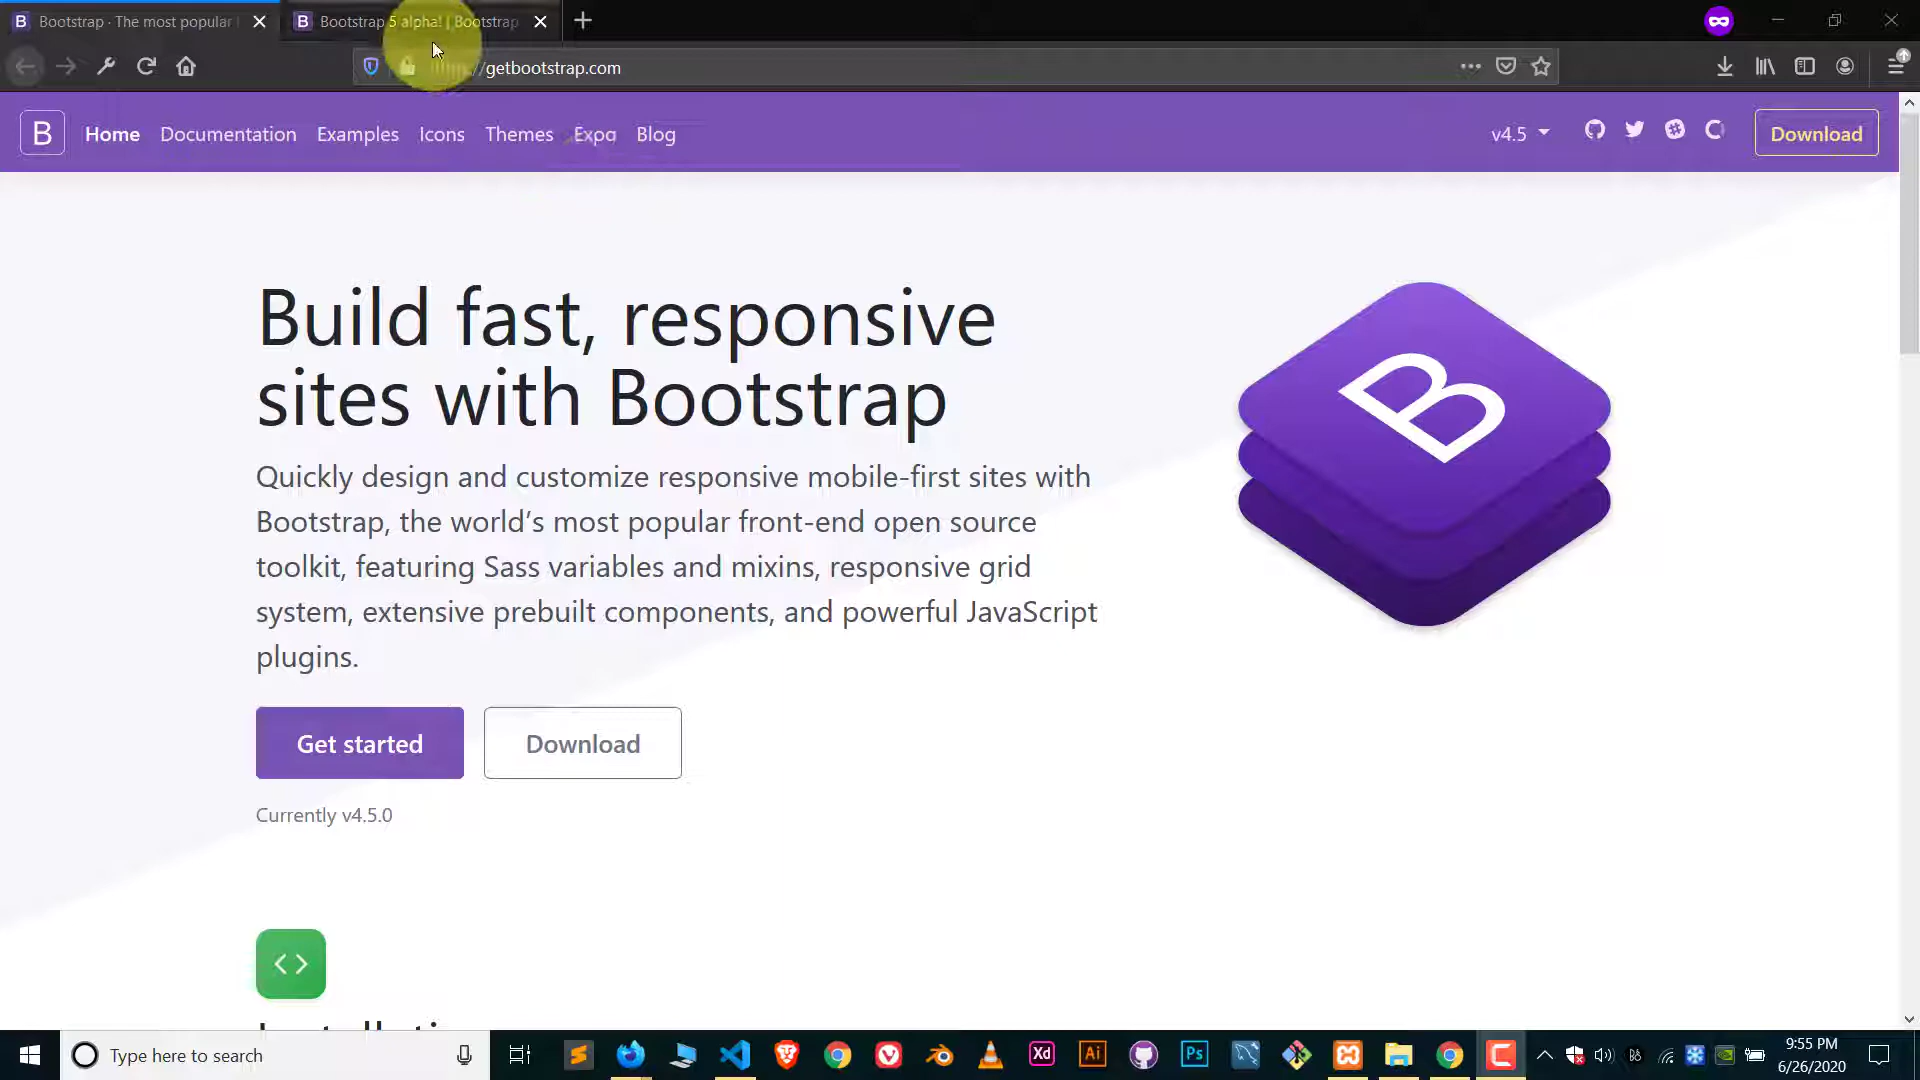 Bootstrap · The most popular
Bootstrap 5 alpha! | Bootstrap
//getbootstrap.com
B
Home
Documentation
Examples
Icons
Themes
Expo
Blog
v4.5
Download
Build fast, responsive
sites with Bootstrap
Quickly design and customize responsive mobile-first sites with
Bootstrap, the world’s most popular front-end open source
toolkit, featuring Sass variables and mixins, responsive grid
system, extensive prebuilt components, and powerful JavaScript
plugins.
Get started
Download
Currently v4.5.0
B
Type here to search
Xd
Ai
Ps
9:55 PM
6/26/2020